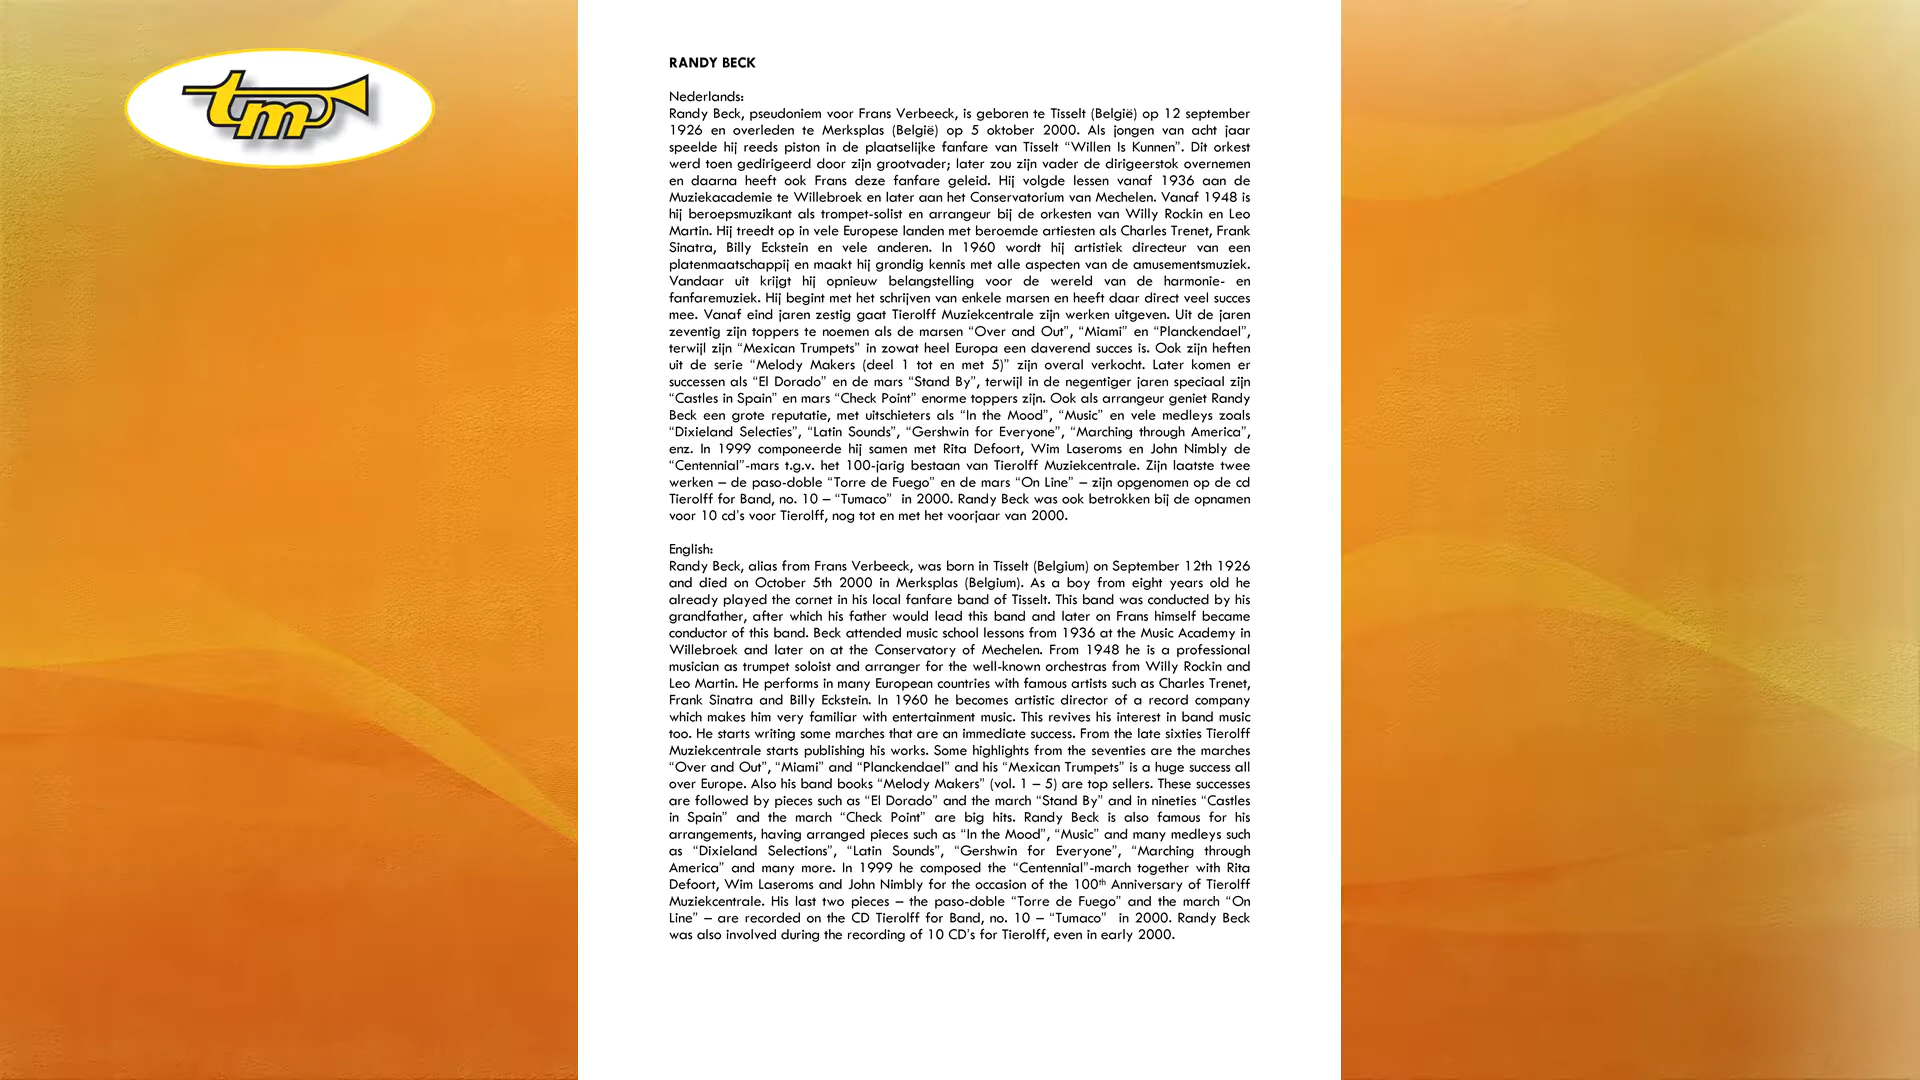 tm
RANDY BECK
Nederlands:
Randy Beck, pseudoniem voor Frans Verbeeck, is geboren te Tisselt (België) op 12 september
1926 en overleden te Merksplas (België) op 5 oktober 2000. Als jongen van acht jaar
speelde hij reeds piston in de plaatselijke fanfare van Tisselt “Willen Is Kunnen”. Dit orkest
werd toen gedirigeerd door zijn grootvader; later zou zijn vader de dirigeerstok overnemen
en daarna heeft ook Frans deze fanfare geleid. Hij volgde lessen vanaf 1936 aan de
Muziekacademie te Willebroek en later aan het Conservatorium van Mechelen. Vanaf 1948 is
hij beroepsmuzikant als trompet-solist en arrangeur bij de orkesten van Willy Rockin en Leo
Martin. Hij treedt op in vele Europese landen met beroemde artiesten als Charles Trenet, Frank
Sinatra, Billy Eckstein en vele anderen. In 1960 wordt hij artistiek directeur van een
platenmaatschappij en maakt hij grondig kennis met alle aspecten van de amusementsmuziek.
Vandaar uit krijgt hij opnieuw belangstelling voor de wereld van de harmonie- en
fanfaremuziek. Hij begint met het schrijven van enkele marsen en heeft daar direct veel succes
mee. Vanaf eind jaren zestig gaat Tierolff Muziekcentrale zijn werken uitgeven. Uit de jaren
zeventig zijn toppers te noemen als de marsen “Over and Out”, “Miami” en “Planckendael”,
terwijl zijn “Mexican Trumpets” in zowat heel Europa een daverend succes is. Ook zijn heften
uit de serie “Melody Makers (deel 1 tot en met 5)” zijn overal verkocht. Later komen er
successen als “El Dorado” en de mars “Stand By”, terwijl in de negentiger jaren speciaal zijn
“Castles in Spain” en mars “Check Point” enorme toppers zijn. Ook als arrangeur geniet Randy
Beck een grote reputatie, met uitschieters als “In the Mood”, “Music” en vele medleys zoals
“Dixieland Selecties”, “Latin Sounds”, “Gershwin for Everyone”, “Marching through America”,
enz. In 1999 componeerde hij samen met Rita Defoort, Wim Laseroms en John Nimbly de
“Centennial”-mars t.g.v. het 100-jarig bestaan van Tierolff Muziekcentrale. Zijn laatste twee
werken – de paso-doble “Torre de Fuego” en de mars “On Line” – zijn opgenomen op de cd
Tierolff for Band, no. 10 – “Tumaco” in 2000. Randy Beck was ook betrokken bij de opnamen
voor 10 cd’s voor Tierolff, nog tot en met het voorjaar van 2000.
English:
Randy Beck, alias from Frans Verbeeck, was born in Tisselt (Belgium) on September 12th 1926
and died on October 5th 2000 in Merksplas (Belgium). As a boy from eight years old he
already played the cornet in his local fanfare band of Tisselt. This band was conducted by his
grandfather, after which his father would lead this band and later on Frans himself became
conductor of this band. Beck attended music school lessons from 1936 at the Music Academy in
Willebroek and later on at the Conservatory of Mechelen. From 1948 he is a professional
musician as trumpet soloist and arranger for the well-known orchestras from Willy Rockin and
Leo Martin. He performs in many European countries with famous artists such as Charles Trenet,
Frank Sinatra and Billy Eckstein. In 1960 he becomes artistic director of a record company
which makes him very familiar with entertainment music. This revives his interest in band music
too. He starts writing some marches that are an immediate success. From the late sixties Tierolff
Muziekcentrale starts publishing his works. Some highlights from the seventies are the marches
“Over and Out”, “Miami” and “Planckendael” and his “Mexican Trumpets” is a huge success all
over Europe. Also his band books “Melody Makers” (vol. 1 – 5) are top sellers. These successes
are followed by pieces such as “El Dorado” and the march “Stand By” and in nineties “Castles
in Spain” and the march “Check Point” are big hits. Randy Beck is also famous for his
arrangements, having arranged pieces such as “In the Mood”, “Music” and many medleys such
as “Dixieland Selections”, “Latin Sounds”, “Gershwin for Everyone”, “Marching through
America” and many more. In 1999 he composed the “Centennial”-march together with Rita
Defoort, Wim Laseroms and John Nimbly for the occasion of the 100th Anniversary of Tierolff
Muziekcentrale. His last two pieces – the paso-doble “Torre de Fuego” and the march “On
Line” – are recorded on the CD Tierolff for Band, no. 10 – “Tumaco” in 2000. Randy Beck
was also involved during the recording of 10 CD’s for Tierolff, even in early 2000.